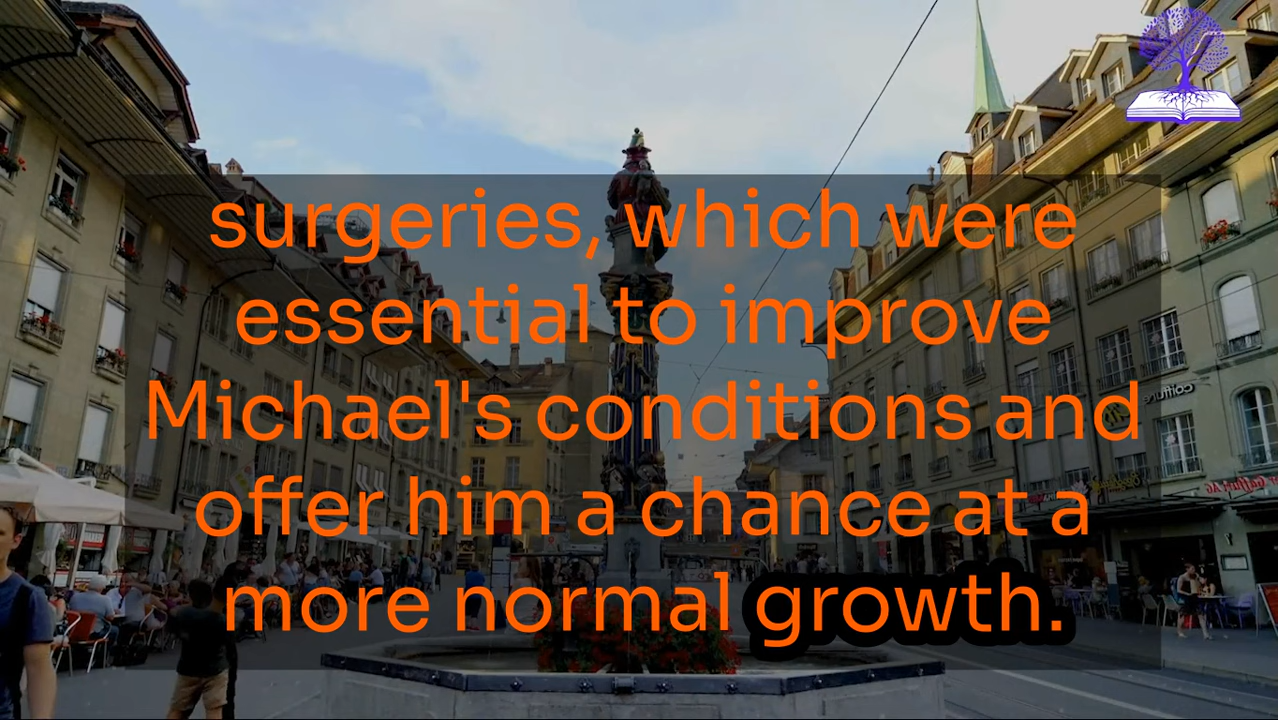 surgeries, which were
essential to improve
Michael's conditions and
offer him a chance at a
more normal growth.